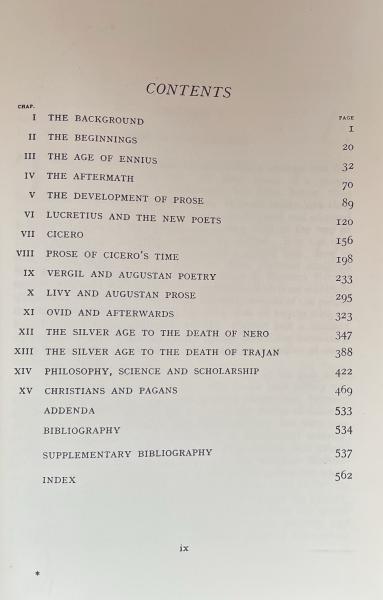 CONTENTS
CHAP. PAGE
I THE BACKGROUND 1
II THE BEGINNINGS 20
III THE AGE OF ENNIUS 32
IV THE AFTERMATH 70
V THE DEVELOPMENT OF PROSE 89
VI LUCRETIUS AND THE NEW POETS 120
VII CICERO 156
VIII PROSE OF CICERO'S TIME 198
IX VERGIL AND AUGUSTAN POETRY 233
X LIVY AND AUGUSTAN PROSE 295
XI OVID AND AFTERWARDS 323
XII THE SILVER AGE TO THE DEATH OF NERO 347
XIII THE SILVER AGE TO THE DEATH OF TRAJAN 388
XIV PHILOSOPHY, SCIENCE AND SCHOLARSHIP 422
XV CHRISTIANS AND PAGANS 469
ADDENDA 533
BIBLIOGRAPHY 534
SUPPLEMENTARY BIBLIOGRAPHY 537
INDEX 562
ix
*